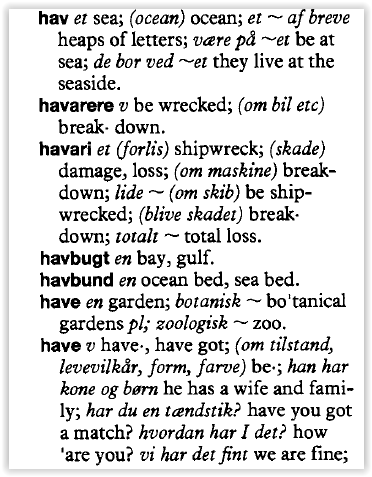 hav et sea; (ocean) ocean; et ~ af breve
heaps of letters; være på ~et be at
sea; de bor ved ~et they live at the
seaside.
havarere v be wrecked; (om bil etc)
break· down.
havari et (forlis) shipwreck; (skade)
damage, loss; (om maskine) break-
down; lide ~ (om skib) be ship-
wrecked; (blive skadet) break·
down; totalt ~ total loss.
havbugt en bay, gulf.
havbund en ocean bed, sea bed.
have en garden; botanisk ~ bo'tanical
gardens pl; zoologisk ~ zoo.
have v have·, have got; (om tilstand,
levevilkår, form, farve) be·; han har
kone og børn he has a wife and fami-
ly; har du en tændstik? have you got
a match? hvordan har I det? how
'are you? vi har det fint we are fine;